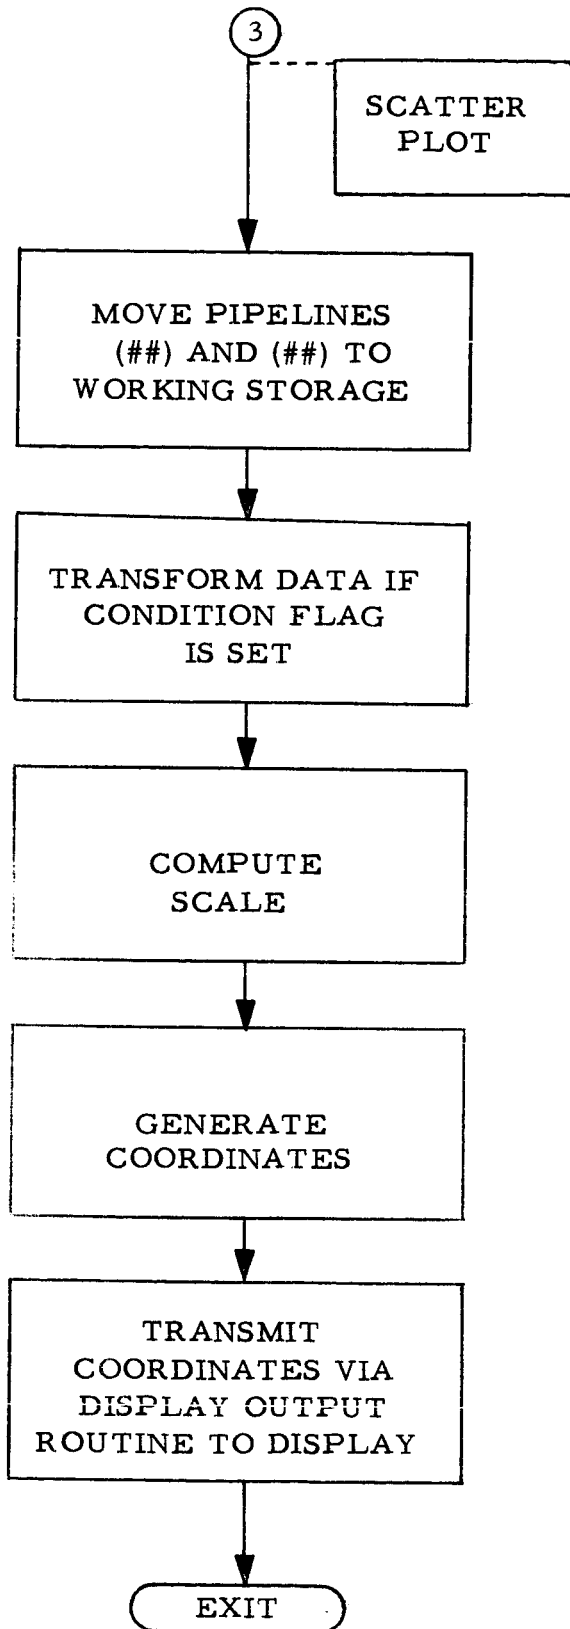 3
SCATTER
PLOT
MOVE PIPELINES
(##) AND (##) TO
WORKING STORAGE
TRANSFORM DATA IF
CONDITION FLAG
IS SET
COMPUTE
SCALE
GENERATE
COORDINATES
TRANSMIT
COORDINATES VIA
DISPLAY OUTPUT
ROUTINE TO DISPLAY
EXIT